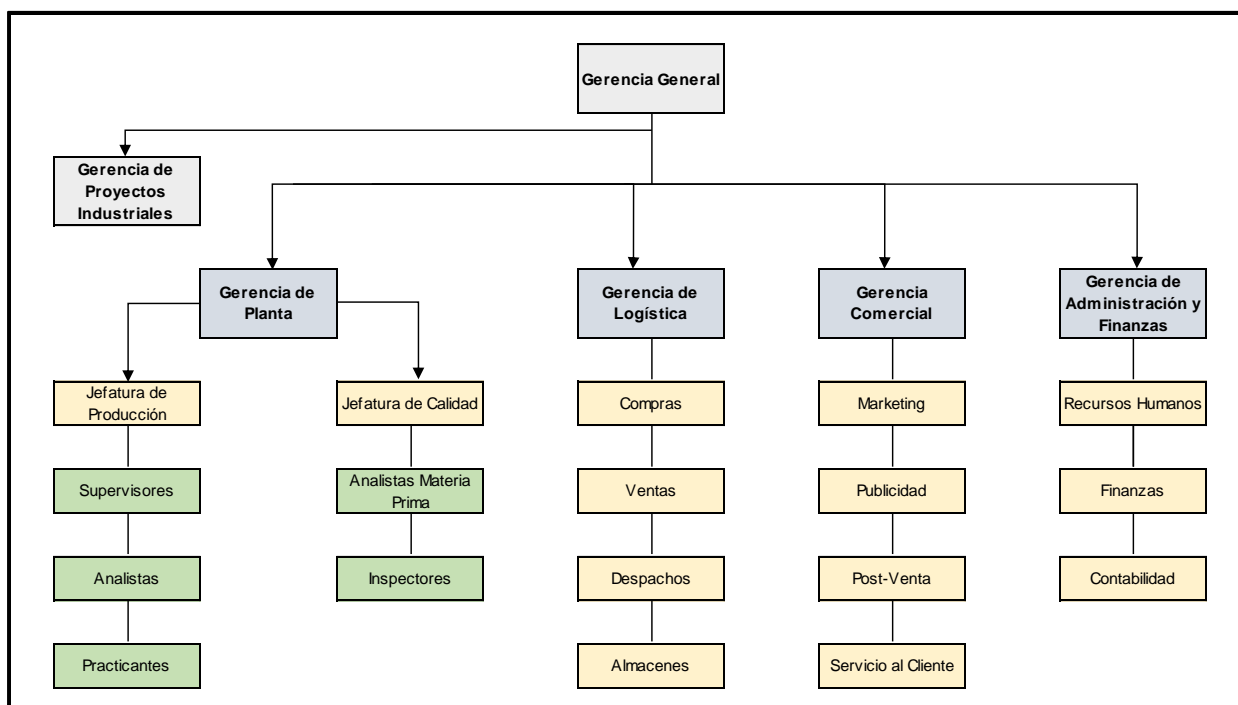 Gerencia General
Gerencia de
Proyectos
Industriales
Gerencia de
Planta
Gerencia de
Logística
Gerencia
Comercial
Gerencia de
Administración y
Finanzas
Jefatura de
Producción
Jefatura de Calidad
Compras
Marketing
Recursos Humanos
Supervisores
Analistas Materia
Prima
Ventas
Publicidad
Finanzas
Analistas
Inspectores
Despachos
Post-Venta
Contabilidad
Practicantes
Almacenes
Servicio al Cliente